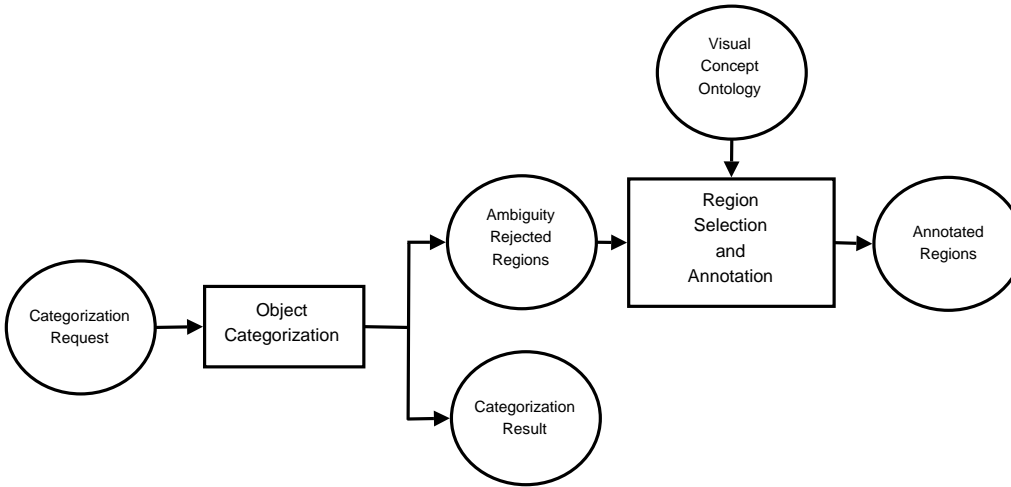 Visual
Concept
Ontology
Ambiguity
Rejected
Regions
Region
Selection
and
Annotation
Annotated
Regions
Categorization
Request
Object
Categorization
Categorization
Result